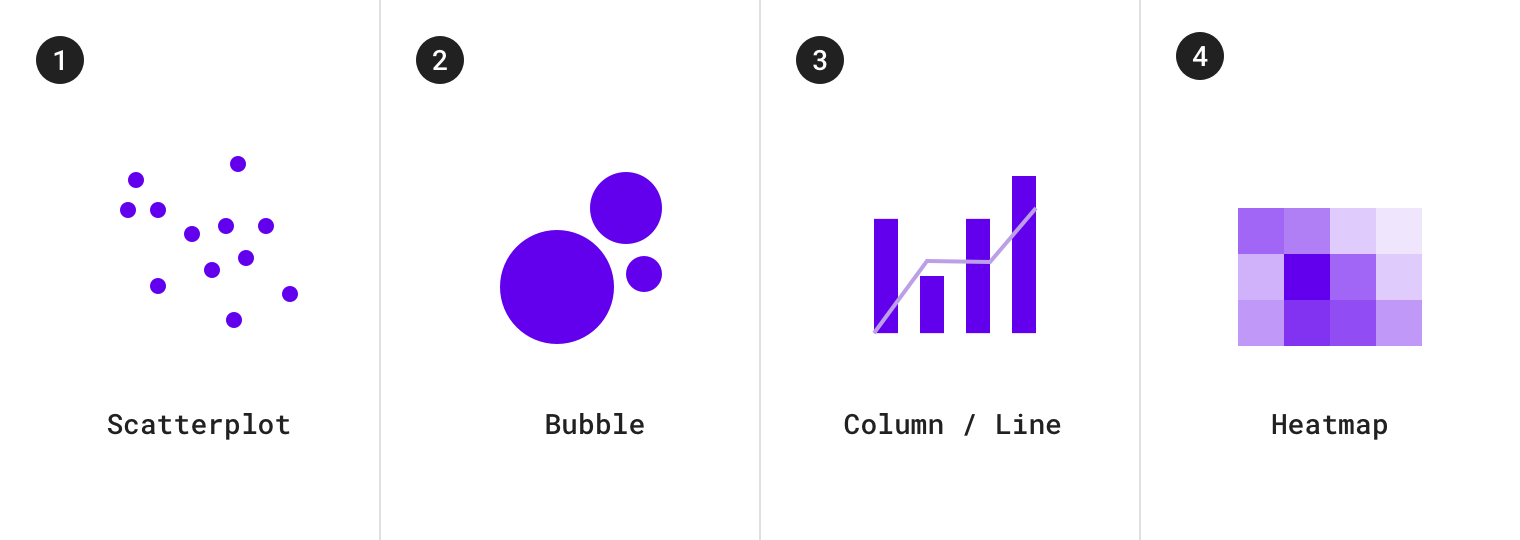 1
2
3
4
Scatterplot
Bubble
Column / Line
Heatmap